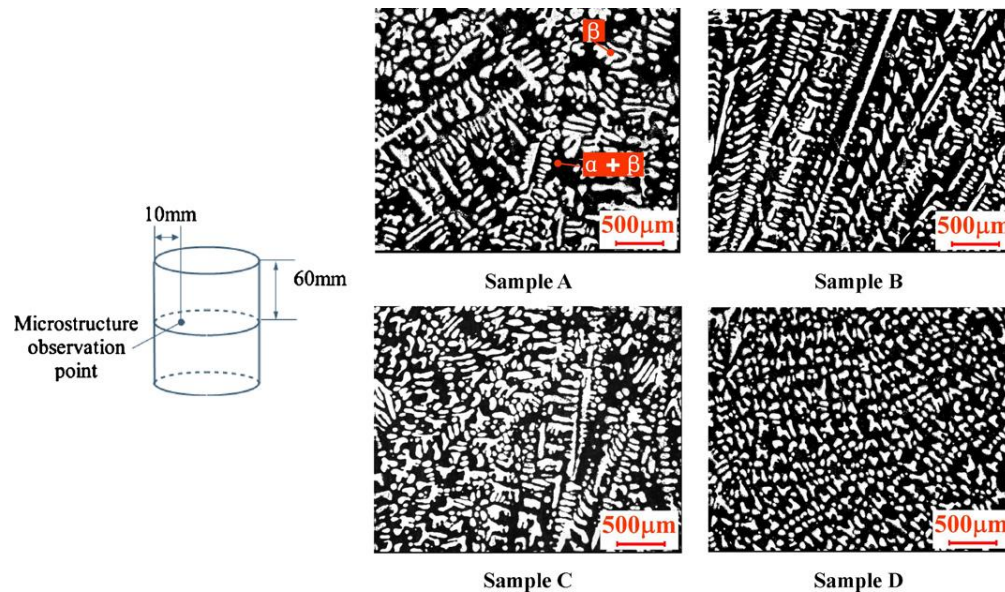 10mm
60mm
Microstructure
observation
point
β
α + β
500μm
Sample A
500μm
Sample B
500μm
Sample C
500μm
Sample D